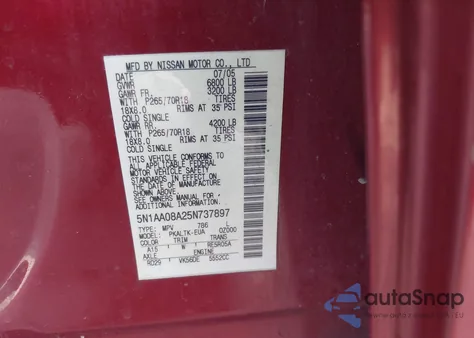 MFD BY NISSAN MOTOR CO., LTD
DATE 07/05
GVWR 6800 LB
GAWR FR. 3200 LB
WITH P265/70R18 TIRES
18X8.0 RIMS AT 35 PSI
COLD SINGLE
GAWR RR. 4200 LB
WITH P265/70R18 TIRES
18X8.0 RIMS AT 35 PSI
COLD SINGLE
THIS VEHICLE CONFORMS TO
ALL APPLICABLE FEDERAL
MOTOR VEHICLE SAFETY
STANDARDS IN EFFECT ON
THE DATE OF MANUFACTURE
SHOWN ABOVE.
SEE OWNERS MANUAL FOR
ADDITIONAL INFORMATION
5N1AA08A25N737897
TYPE: MPV 786 L
MODEL: PKALTK-EUA 0Z000
COLOR TRIM TRANS
A15 W RE5R05A
AXLE ENGINE
RD29 VK56DE 5552CC
autaSnap